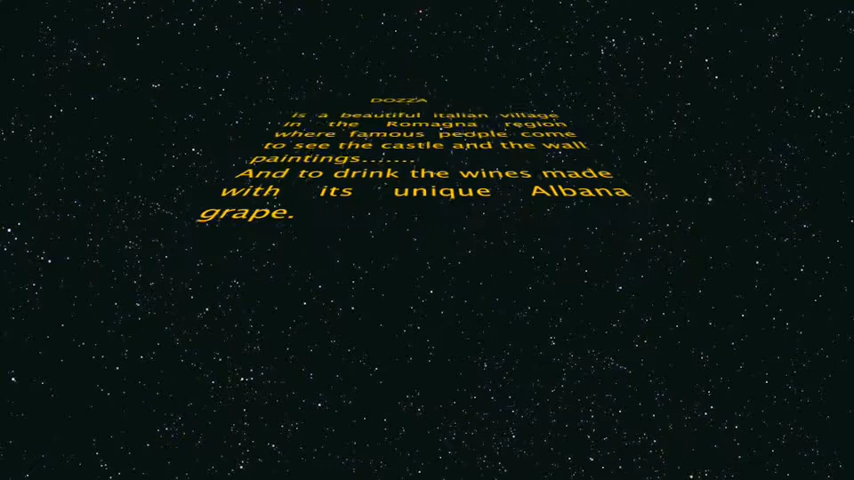 DOZZA
is a beautiful italian village
in the Romagna region
where famous people come
to see the castle and the wall
paintings.......
And to drink the wines made
with its unique Albana
grape.